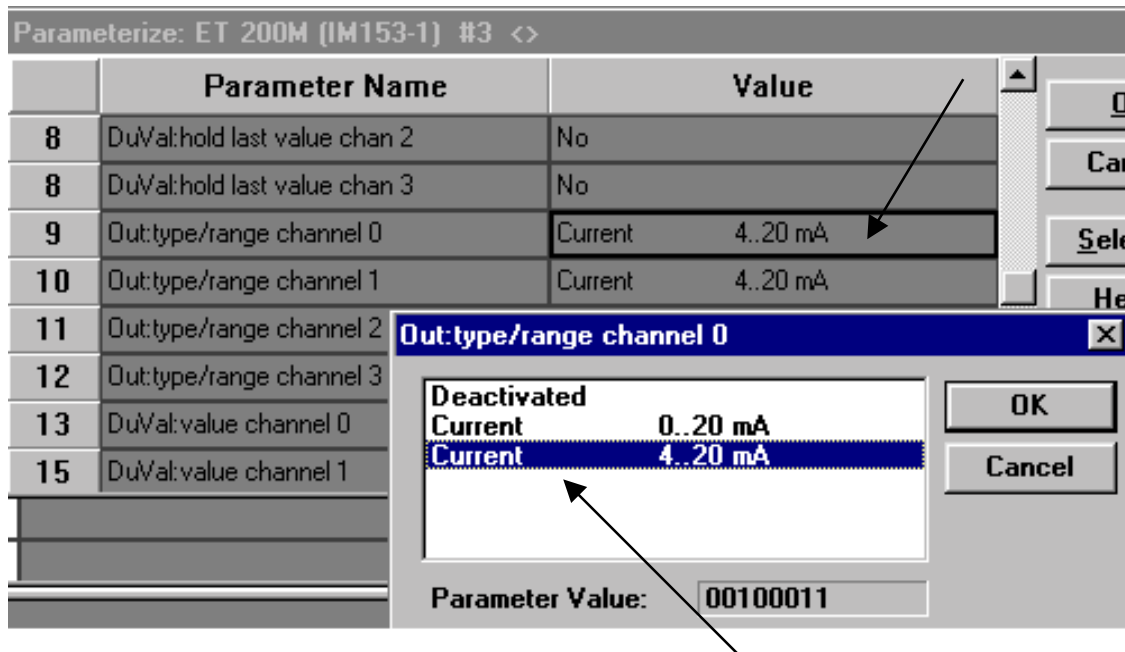 Parameterize: ET 200M (IM153-1) #3 <>
Parameter Name Value
8 DuVal:hold last value chan 2 No
8 DuVal:hold last value chan 3 No
9 Out:type/range channel 0 Current 4..20 mA
10 Out:type/range channel 1 Current 4..20 mA
11 Out:type/range channel 2
12 Out:type/range channel 3
13 DuVal:value channel 0
15 DuVal:value channel 1
Out:type/range channel 0
Deactivated
Current 0..20 mA
Current 4..20 mA
OK
Cancel
Parameter Value: 00100011